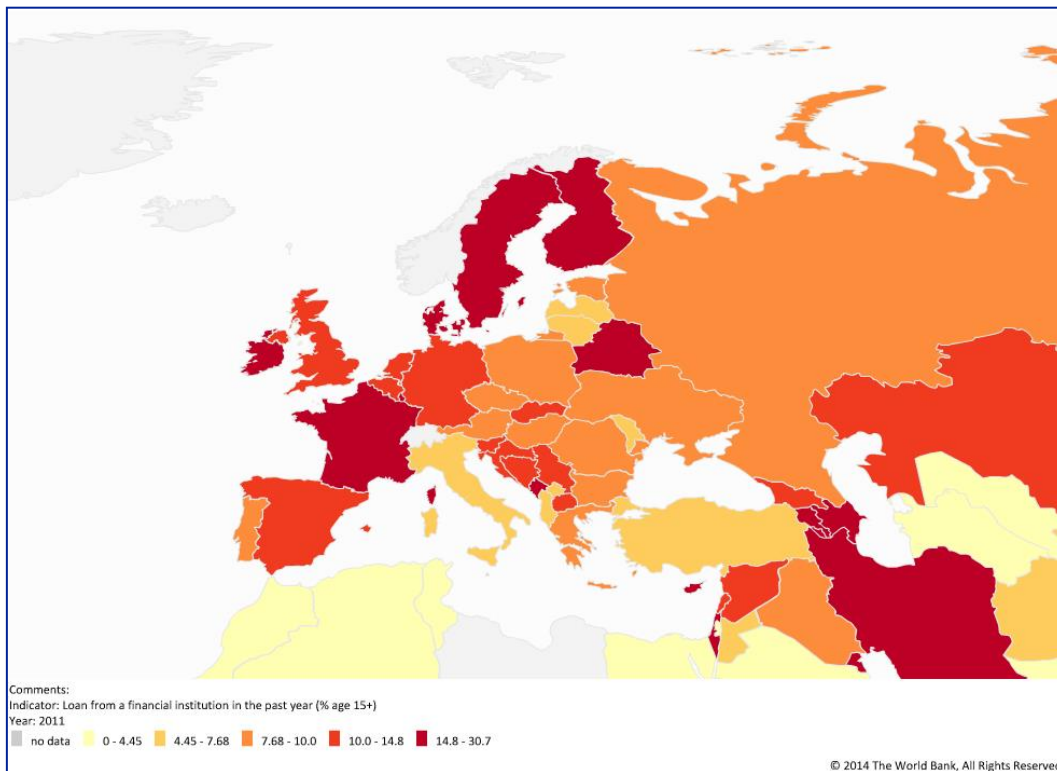 Comments:
Indicator: Loan from a financial institution in the past year (% age 15+)
Year: 2011
no data 0 - 4.45 4.45 - 7.68 7.68 - 10.0 10.0 - 14.8 14.8 - 30.7
© 2014 The World Bank, All Rights Reserved